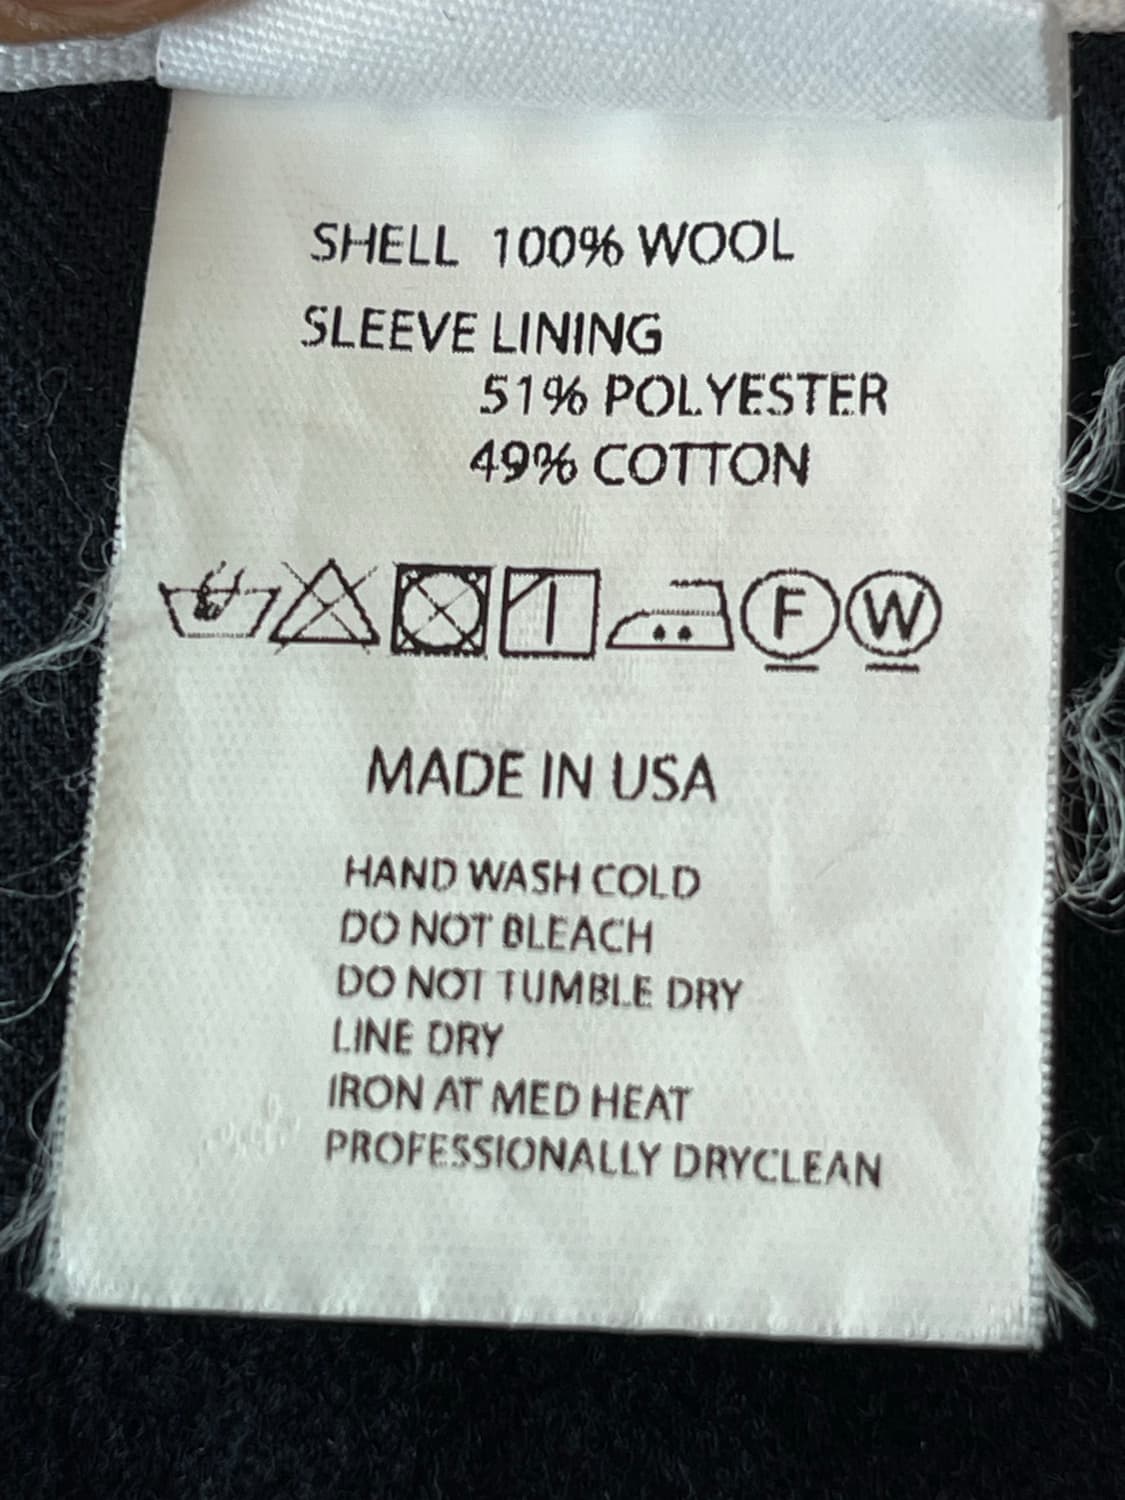 SHELL 100% WOOL
SLEEVE LINING
51% POLYESTER
49% COTTON
F W
MADE IN USA
HAND WASH COLD
DO NOT BLEACH
DO NOT TUMBLE DRY
LINE DRY
IRON AT MED HEAT
PROFESSIONALLY DRYCLEAN